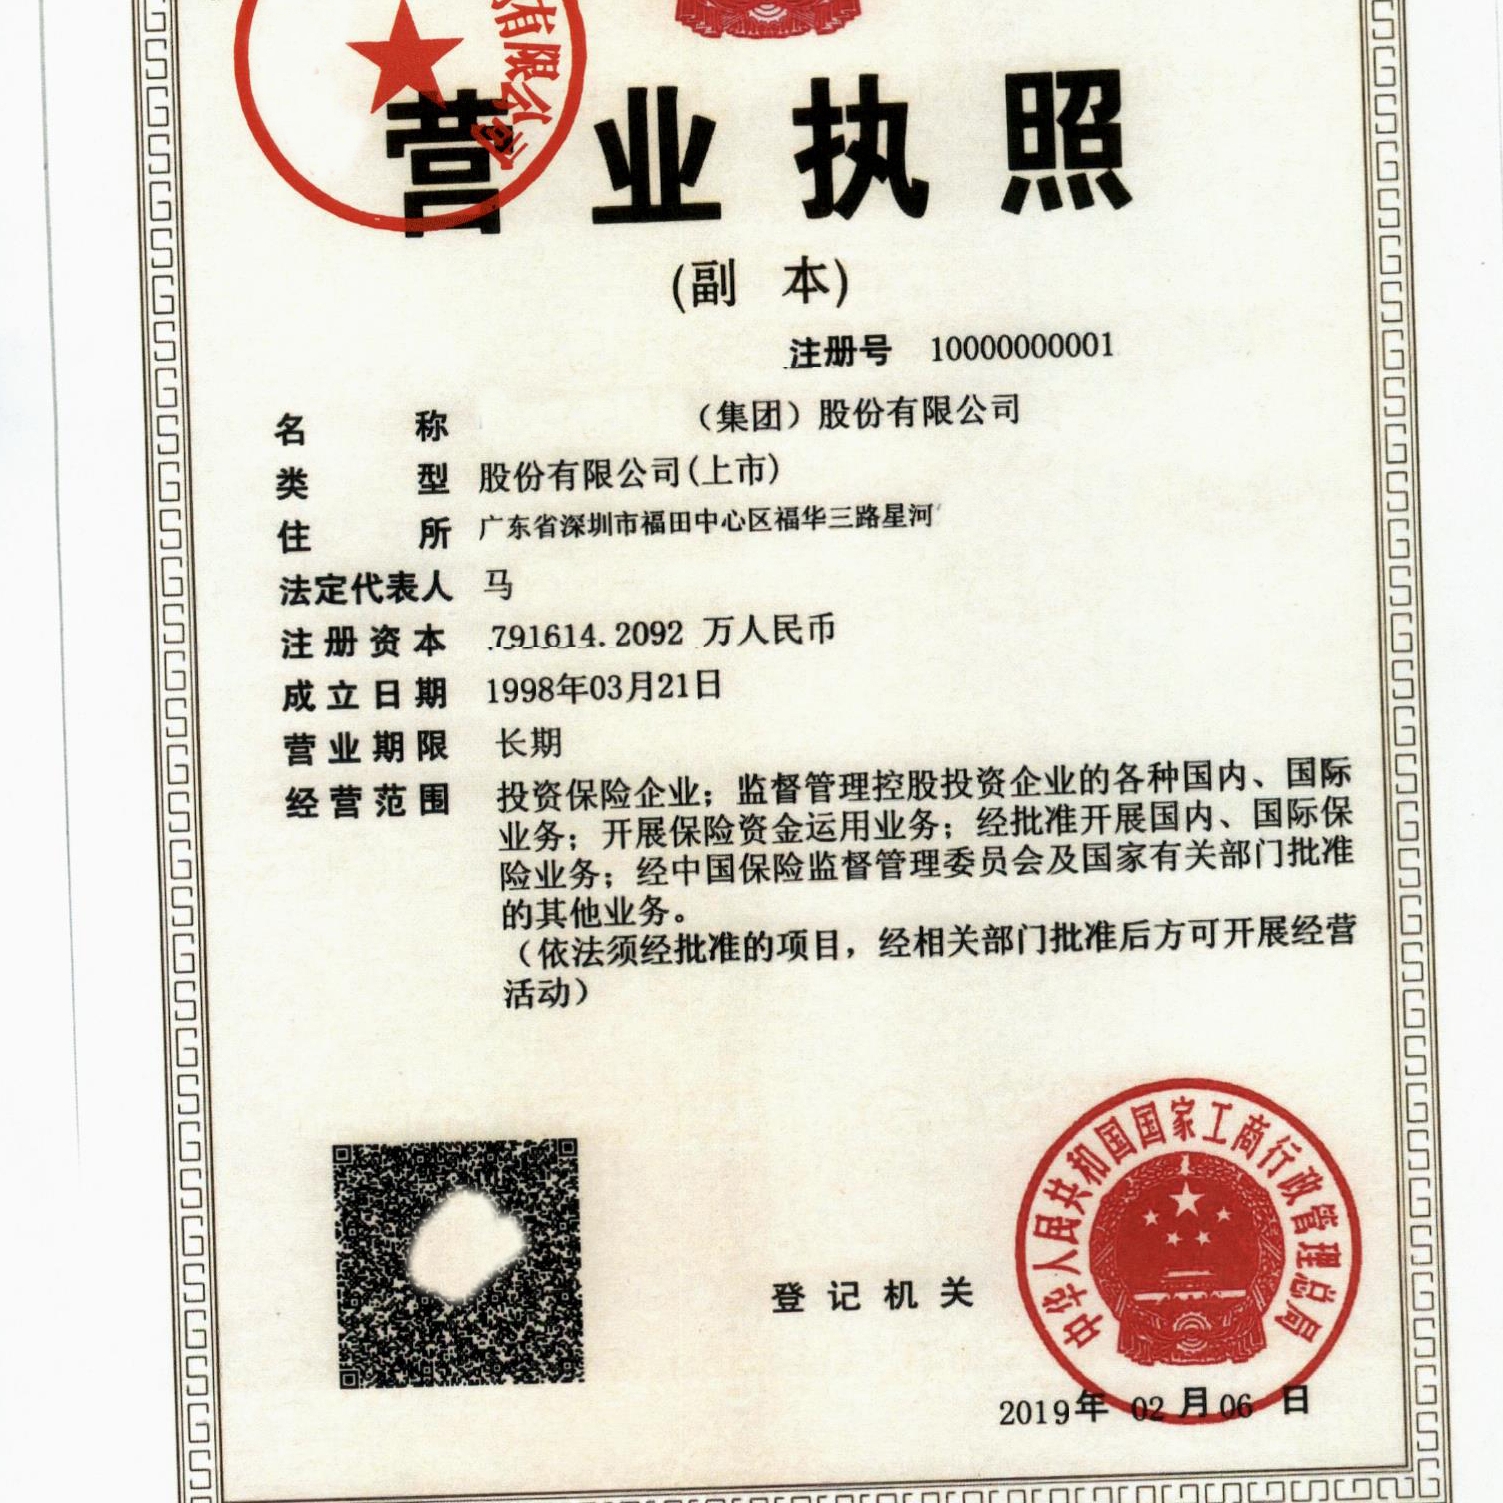 有限公司
营业执照
(副 本)
注册号 10000000001
名 称 （集团）股份有限公司
类 型 股份有限公司(上市)
住 所 广东省深圳市福田中心区福华三路星河
法定代表人 马
注册资本 791614.2092 万人民币
成立日期 1998年03月21日
营业期限 长期
经营范围 投资保险企业；监督管理控股投资企业的各种国内、国际
业务；开展保险资金运用业务；经批准开展国内、国际保
险业务；经中国保险监督管理委员会及国家有关部门批准
的其他业务。
（依法须经批准的项目，经相关部门批准后方可开展经营
活动）
登记机关
中华人民共和国国家工商行政管理总局
2019年 02 月 06 日